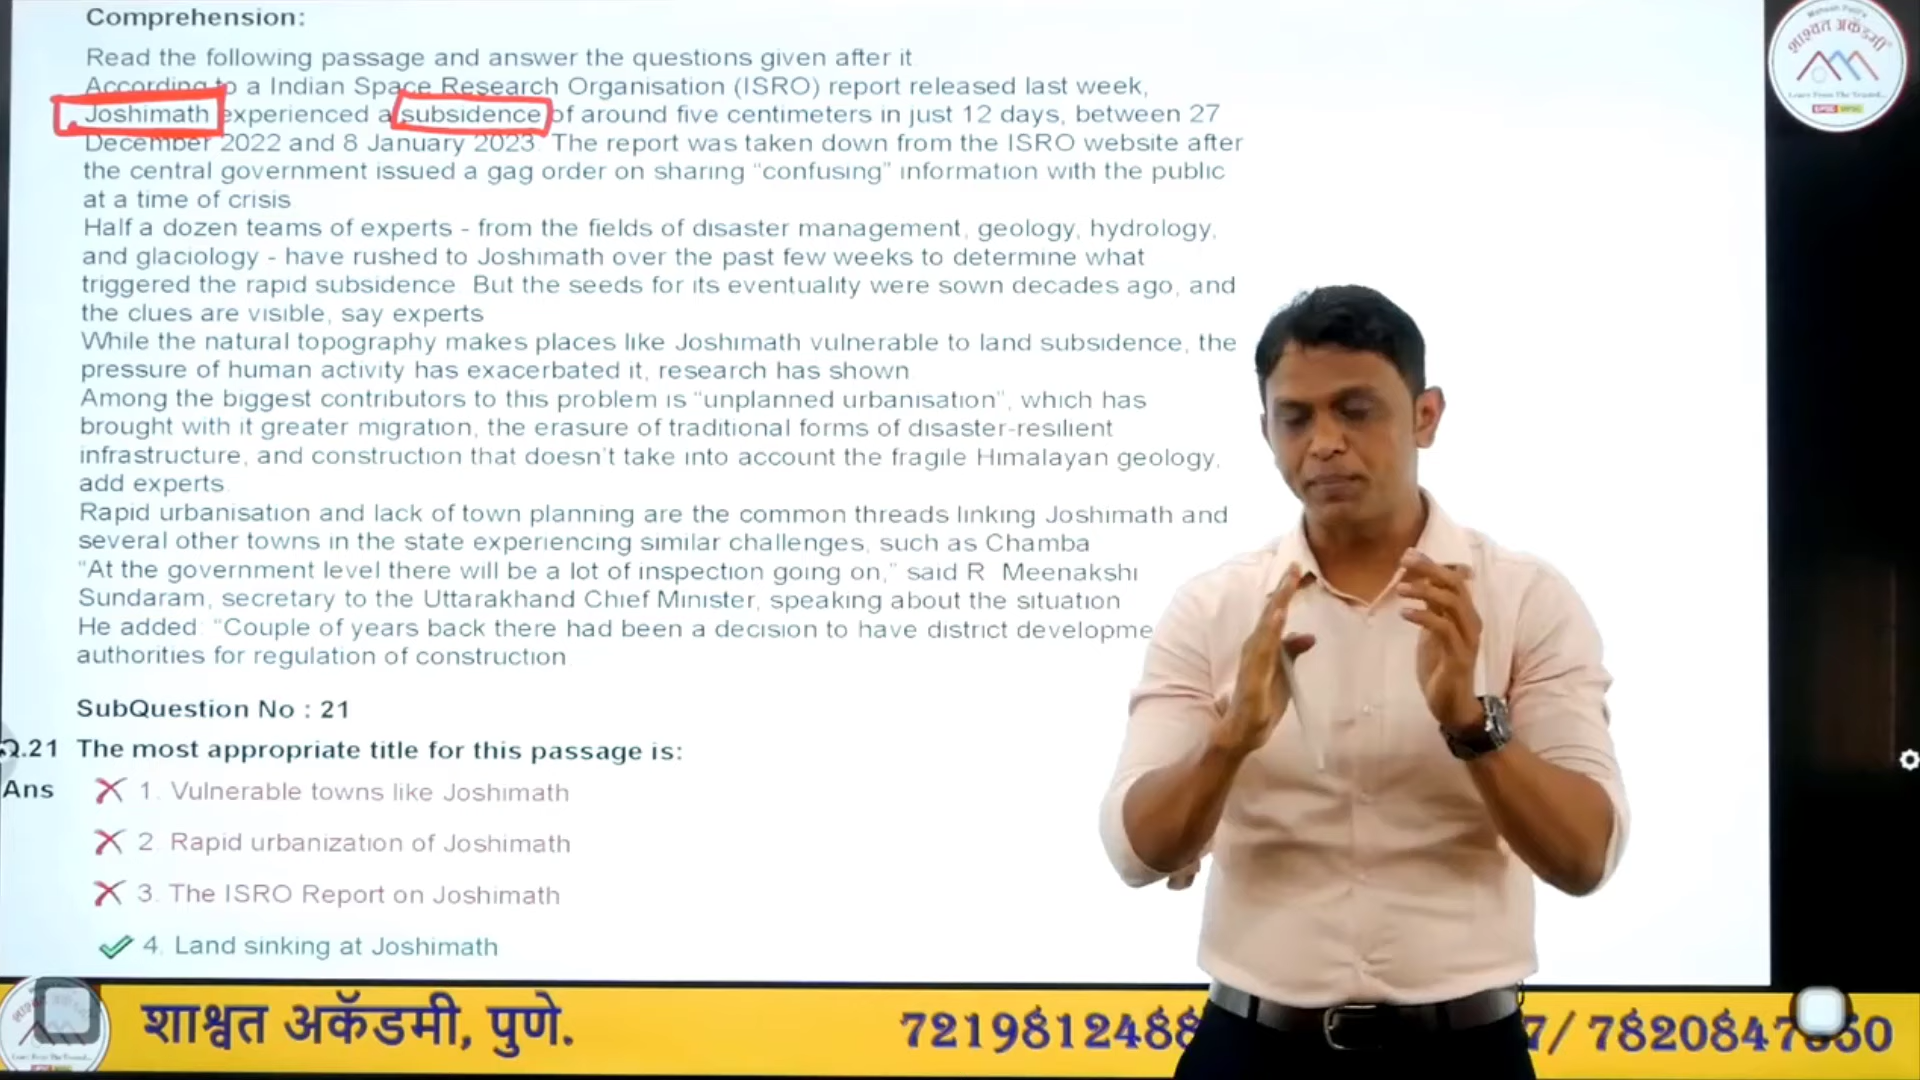 Comprehension:
Read the following passage and answer the questions given after it
According to a Indian Space Research Organisation (ISRO) report released last week,
Joshimath experienced a subsidence of around five centimeters in just 12 days, between 27
December 2022 and 8 January 2023 The report was taken down from the ISRO website after
the central government issued a gag order on sharing “confusing” information with the public
at a time of crisis
Half a dozen teams of experts - from the fields of disaster management, geology, hydrology,
and glaciology - have rushed to Joshimath over the past few weeks to determine what
triggered the rapid subsidence But the seeds for its eventuality were sown decades ago, and
the clues are visible, say experts
While the natural topography makes places like Joshimath vulnerable to land subsidence, the
pressure of human activity has exacerbated it, research has shown
Among the biggest contributors to this problem is “unplanned urbanisation”, which has
brought with it greater migration, the erasure of traditional forms of disaster-resilient
infrastructure, and construction that doesn't take into account the fragile Himalayan geology,
add experts.
Rapid urbanisation and lack of town planning are the common threads linking Joshimath and
several other towns in the state experiencing similar challenges, such as Chamba
“At the government level there will be a lot of inspection going on,” said R Meenakshi
Sundaram, secretary to the Uttarakhand Chief Minister, speaking about the situation
He added: “Couple of years back there had been a decision to have district developme
authorities for regulation of construction
SubQuestion No : 21
Q.21 The most appropriate title for this passage is:
Ans
1. Vulnerable towns like Joshimath
2. Rapid urbanization of Joshimath
3. The ISRO Report on Joshimath
4. Land sinking at Joshimath
शाश्वत अकॅडमी
शाश्वत अकॅडमी, पुणे.
721981248
7/ 7820847